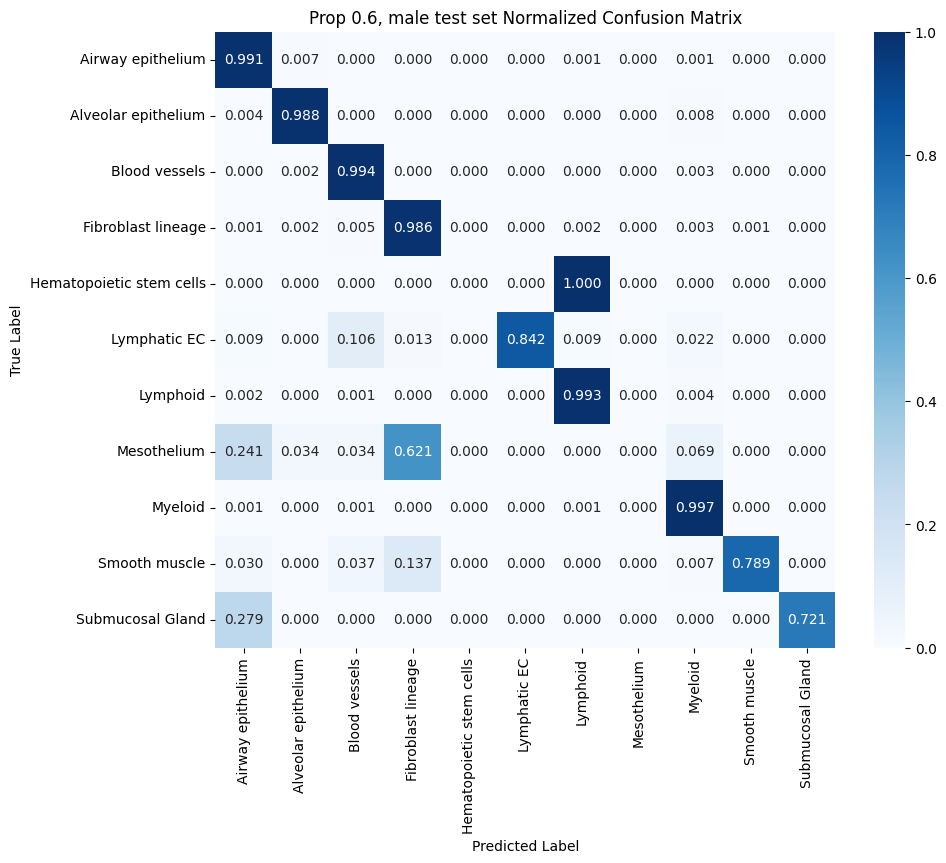 Prop 0.6, male test set Normalized Confusion Matrix
True Label
Airway epithelium 0.991 0.007 0.000 0.000 0.000 0.000 0.001 0.000 0.001 0.000 0.000
Alveolar epithelium 0.004 0.988 0.000 0.000 0.000 0.000 0.000 0.000 0.008 0.000 0.000
Blood vessels 0.000 0.002 0.994 0.000 0.000 0.000 0.000 0.000 0.003 0.000 0.000
Fibroblast lineage 0.001 0.002 0.005 0.986 0.000 0.000 0.002 0.000 0.003 0.001 0.000
Hematopoietic stem cells 0.000 0.000 0.000 0.000 0.000 0.000 1.000 0.000 0.000 0.000 0.000
Lymphatic EC 0.009 0.000 0.106 0.013 0.000 0.842 0.009 0.000 0.022 0.000 0.000
Lymphoid 0.002 0.000 0.001 0.000 0.000 0.000 0.993 0.000 0.004 0.000 0.000
Mesothelium 0.241 0.034 0.034 0.621 0.000 0.000 0.000 0.000 0.069 0.000 0.000
Myeloid 0.001 0.000 0.001 0.000 0.000 0.000 0.001 0.000 0.997 0.000 0.000
Smooth muscle 0.030 0.000 0.037 0.137 0.000 0.000 0.000 0.000 0.007 0.789 0.000
Submucosal Gland 0.279 0.000 0.000 0.000 0.000 0.000 0.000 0.000 0.000 0.000 0.721
Airway epithelium
Alveolar epithelium
Blood vessels
Fibroblast lineage
Hematopoietic stem cells
Lymphatic EC
Lymphoid
Mesothelium
Myeloid
Smooth muscle
Submucosal Gland
Predicted Label
1.0
0.8
0.6
0.4
0.2
0.0